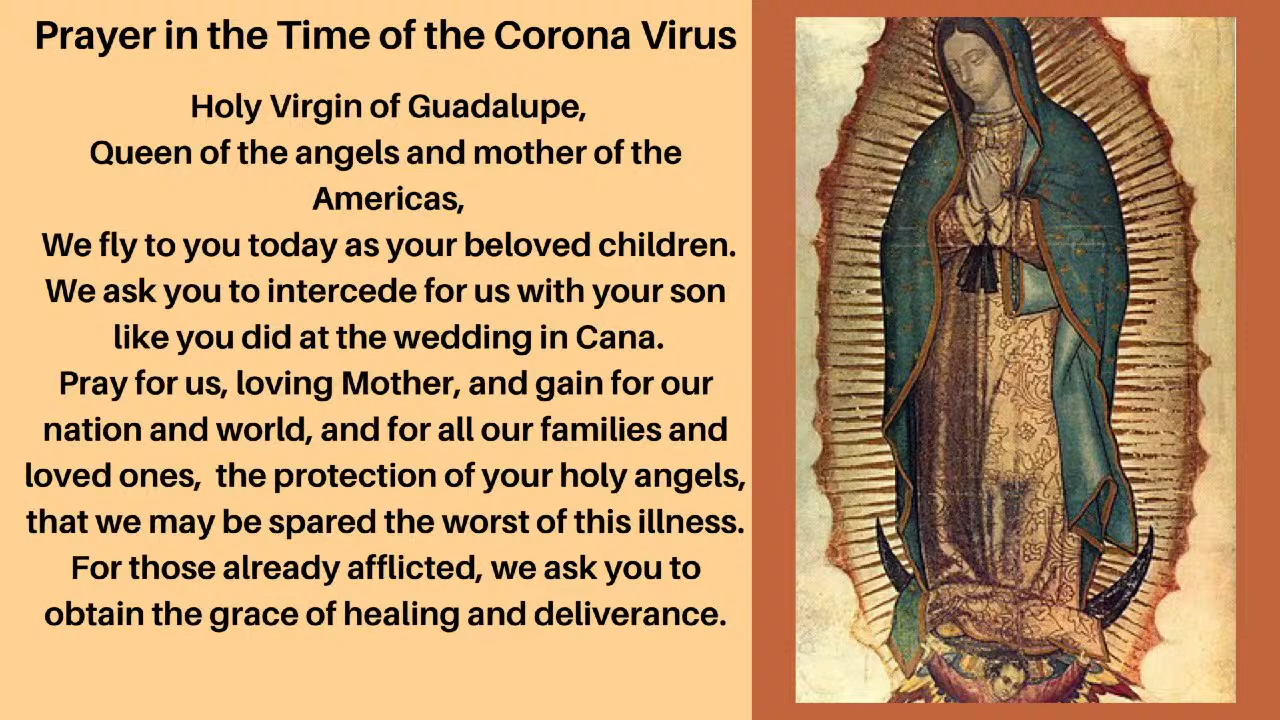 Prayer in the Time of the Corona Virus
Holy Virgin of Guadalupe,
Queen of the angels and mother of the
Americas,
We fly to you today as your beloved children.
We ask you to intercede for us with your son
like you did at the wedding in Cana.
Pray for us, loving Mother, and gain for our
nation and world, and for all our families and
loved ones,  the protection of your holy angels,
that we may be spared the worst of this illness.
For those already afflicted, we ask you to
obtain the grace of healing and deliverance.